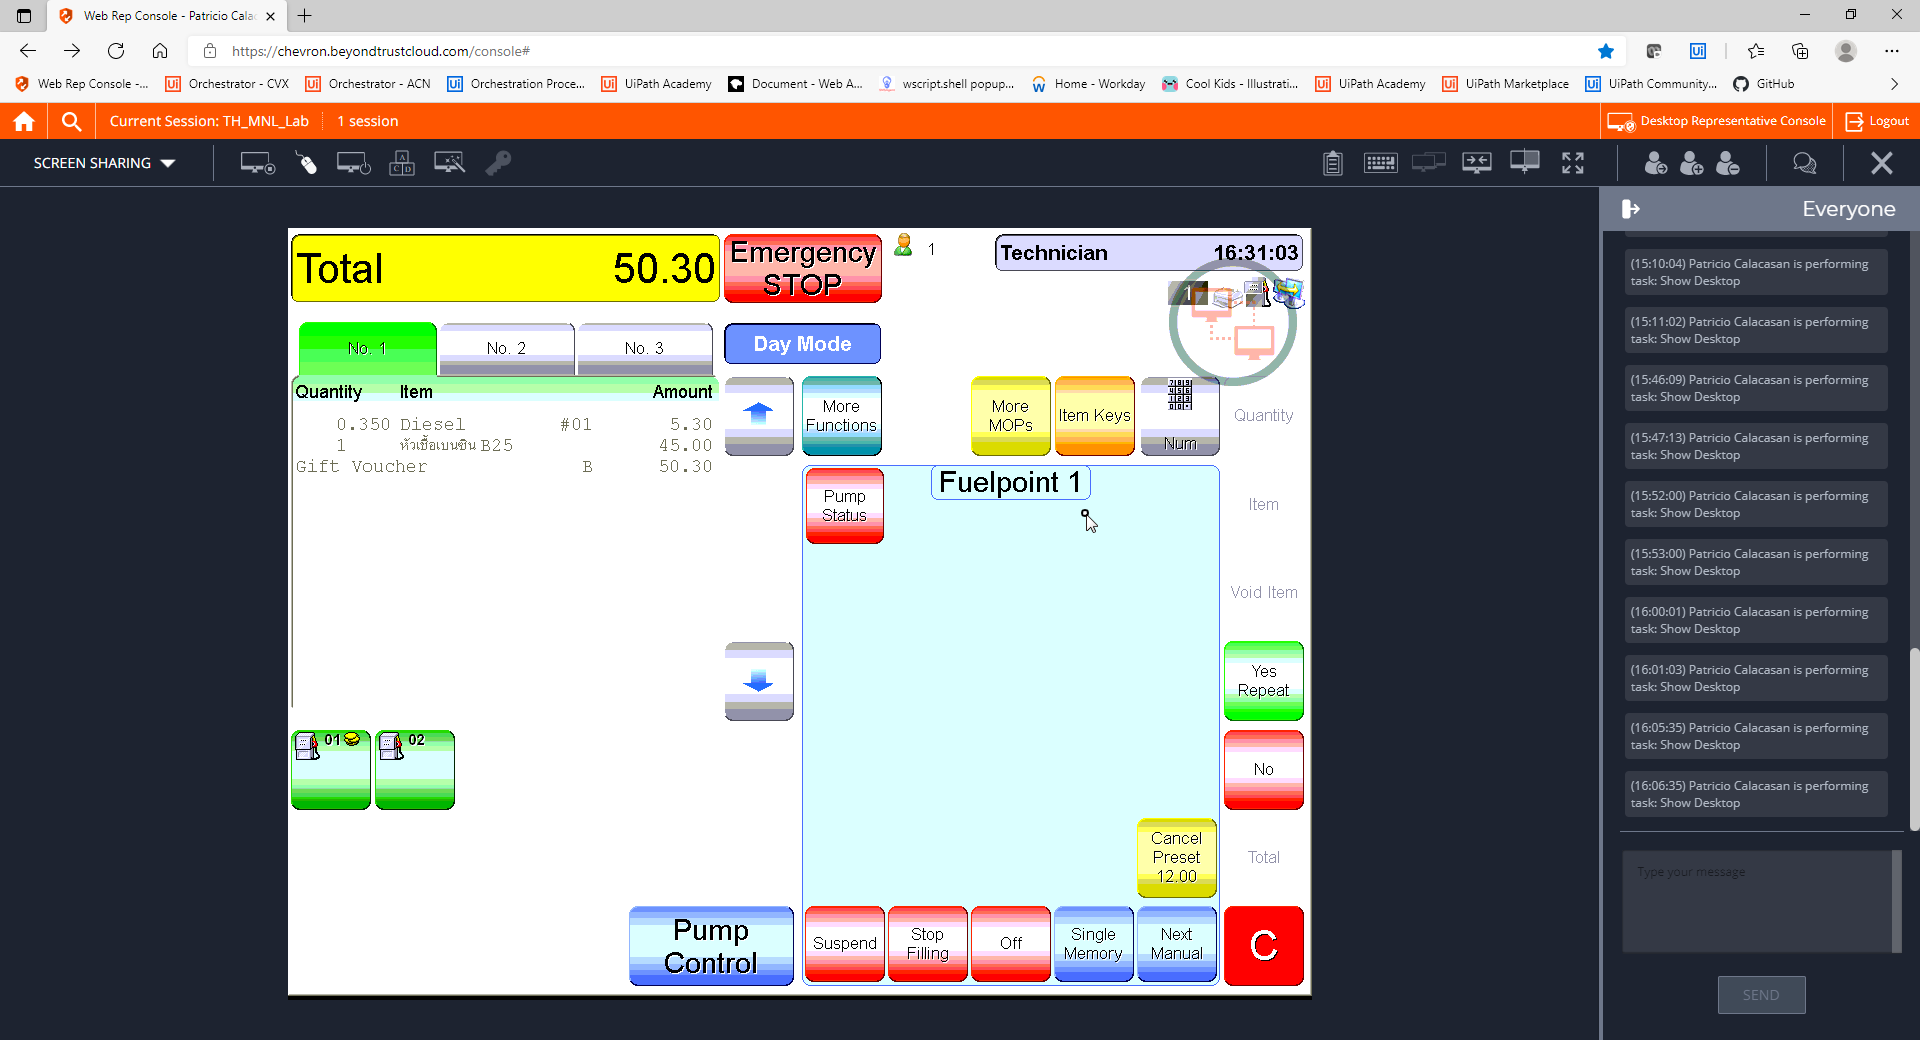 Web Rep Console - Patricio Cala
https://chevron.beyondtrustcloud.com/console#
Web Rep Console -...
Orchestrator - CVX
Orchestrator - ACN
Orchestration Proce...
UiPath Academy
Document - Web A...
wscript.shell popup...
Home - Workday
Cool Kids - Illustrati...
UiPath Academy
UiPath Marketplace
UiPath Community...
GitHub
Current Session: TH_MNL_Lab
1 session
Desktop Representative Console
Logout
SCREEN SHARING
Everyone
Total 50.30
Emergency
STOP
1
Technician 16:31:03
1
No. 1
No. 2
No. 3
Day Mode
Quantity Item Amount
0.350 Diesel #01 5.30
1 หัวเชื้อเบนซิน B25 45.00
Gift Voucher B 50.30
More
Functions
More
MOPs
Item Keys
Num
Quantity
Pump
Status
Fuelpoint 1
Item
Void Item
Yes
Repeat
No
01
02
Cancel
Preset
12.00
Total
Pump
Control
Suspend
Stop
Filling
Off
Single
Memory
Next
Manual
C
(15:10:04) Patricio Calacasan is performing
task: Show Desktop
(15:11:02) Patricio Calacasan is performing
task: Show Desktop
(15:46:09) Patricio Calacasan is performing
task: Show Desktop
(15:47:13) Patricio Calacasan is performing
task: Show Desktop
(15:52:00) Patricio Calacasan is performing
task: Show Desktop
(15:53:00) Patricio Calacasan is performing
task: Show Desktop
(16:00:01) Patricio Calacasan is performing
task: Show Desktop
(16:01:03) Patricio Calacasan is performing
task: Show Desktop
(16:05:35) Patricio Calacasan is performing
task: Show Desktop
(16:06:35) Patricio Calacasan is performing
task: Show Desktop
Type your message
SEND